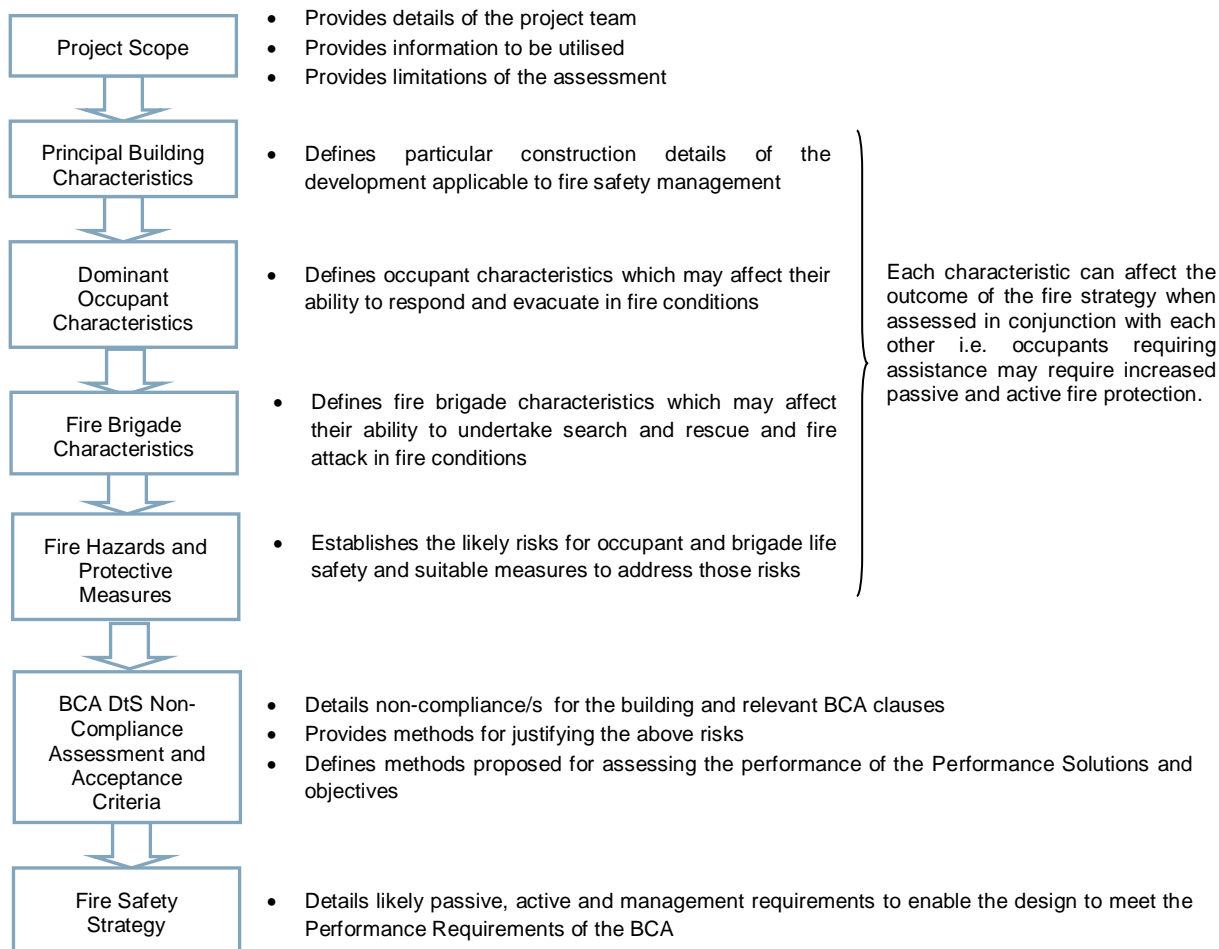 Project Scope
• Provides details of the project team
• Provides information to be utilised
• Provides limitations of the assessment
Principal Building
Characteristics
• Defines particular construction details of the
development applicable to fire safety management
Dominant
Occupant
Characteristics
• Defines occupant characteristics which may affect their
ability to respond and evacuate in fire conditions
Fire Brigade
Characteristics
• Defines fire brigade characteristics which may affect
their ability to undertake search and rescue and fire
attack in fire conditions
Fire Hazards and
Protective
Measures
• Establishes the likely risks for occupant and brigade life
safety and suitable measures to address those risks
Each characteristic can affect the
outcome of the fire strategy when
assessed in conjunction with each
other i.e. occupants requiring
assistance may require increased
passive and active fire protection.
BCA DtS Non-
Compliance
Assessment and
Acceptance
Criteria
• Details non-compliance/s for the building and relevant BCA clauses
• Provides methods for justifying the above risks
• Defines methods proposed for assessing the performance of the Performance Solutions and
objectives
Fire Safety
Strategy
• Details likely passive, active and management requirements to enable the design to meet the
Performance Requirements of the BCA